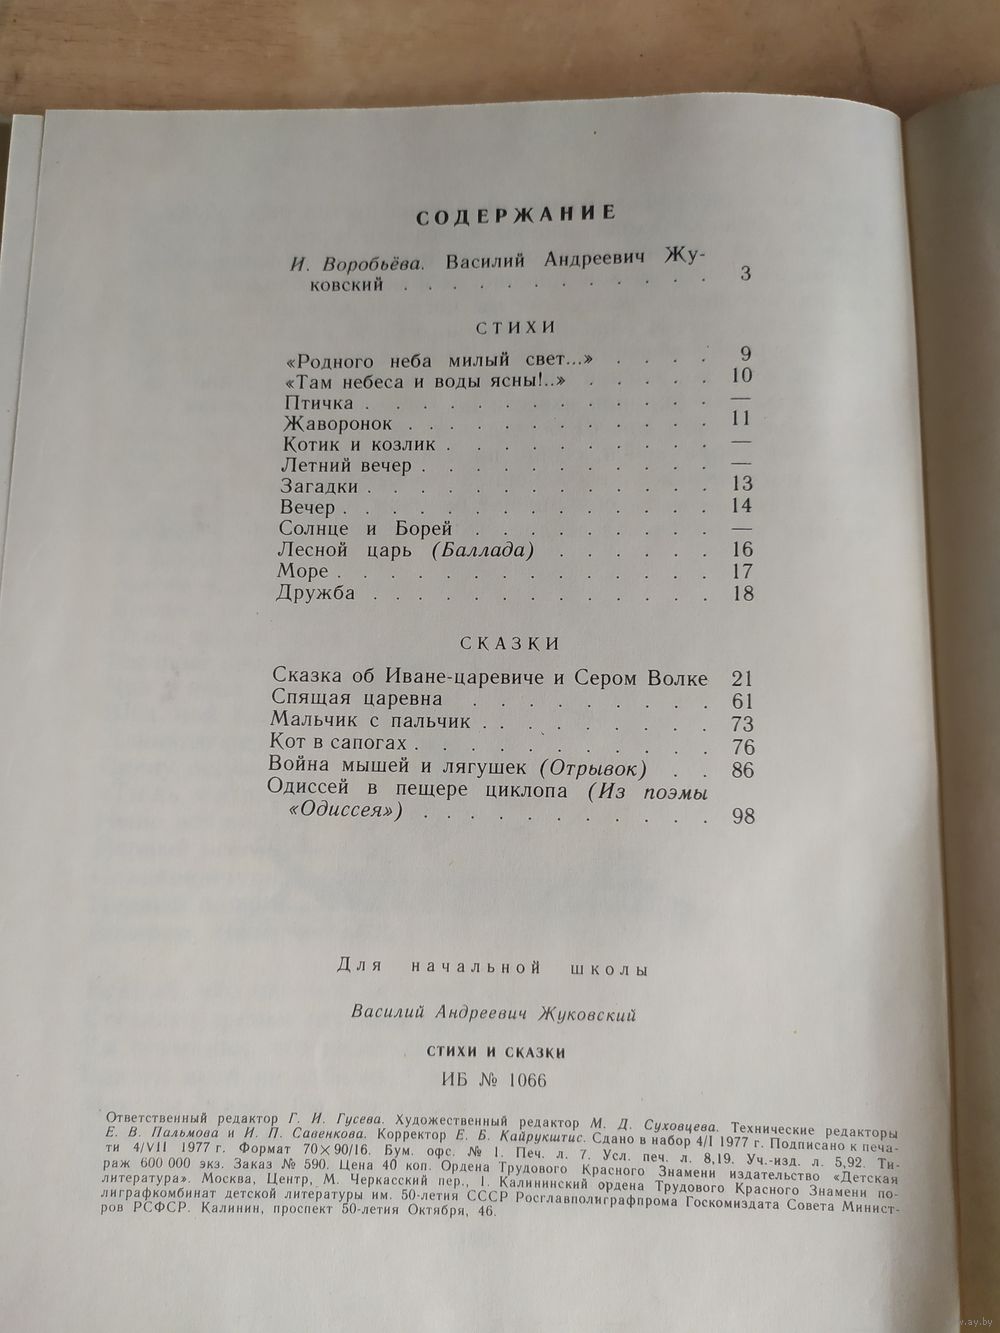 СОДЕРЖАНИЕ
И. Воробьёва. Василий Андреевич Жу-
ковский . . . . . . . . . . . . 3
СТИХИ
«Родного неба милый свет...» . . . . 9
«Там небеса и воды ясны!..» . . . . . 10
Птичка . . . . . . . . . . . . . —
Жаворонок . . . . . . . . . . . . 11
Котик и козлик . . . . . . . . . . —
Летний вечер . . . . . . . . . . . —
Загадки . . . . . . . . . . . . . 13
Вечер . . . . . . . . . . . . . . 14
Солнце и Борей . . . . . . . . . —
Лесной царь (Баллада) . . . . . . 16
Море . . . . . . . . . . . . . . 17
Дружба . . . . . . . . . . . . 18
СКАЗКИ
Сказка об Иване-царевиче и Сером Волке 21
Спящая царевна . . . . . . . . . 61
Мальчик с пальчик . . . . . . . . 73
Кот в сапогах . . . . . . . . . . . 76
Война мышей и лягушек (Отрывок) . . 86
Одиссей в пещере циклопа (Из поэмы
«Одиссея») . . . . . . . . . . . 98
Для начальной школы
Василий Андреевич Жуковский
СТИХИ И СКАЗКИ
ИБ № 1066
Ответственный редактор Г. И. Гусева. Художественный редактор М. Д. Суховцева. Технические редакторы
Е. В. Пальмова и И. П. Савенкова. Корректор Е. Б. Кайрукштис. Сдано в набор 4/I 1977 г. Подписано к печа-
ти 4/VII 1977 г. Формат 70×90/16. Бум. офс. № 1. Печ. л. 7. Усл. печ. л. 8,19. Уч.-изд. л. 5,92. Ти-
раж 600 000 экз. Заказ № 590. Цена 40 коп. Ордена Трудового Красного Знамени издательство «Детская
литература». Москва, Центр, М. Черкасский пер., 1. Калининский ордена Трудового Красного Знамени по-
лиграфкомбинат детской литературы им. 50-летия СССР Росглавполиграфпрома Госкомиздата Совета Минист-
ров РСФСР. Калинин, проспект 50-летия Октября, 46.